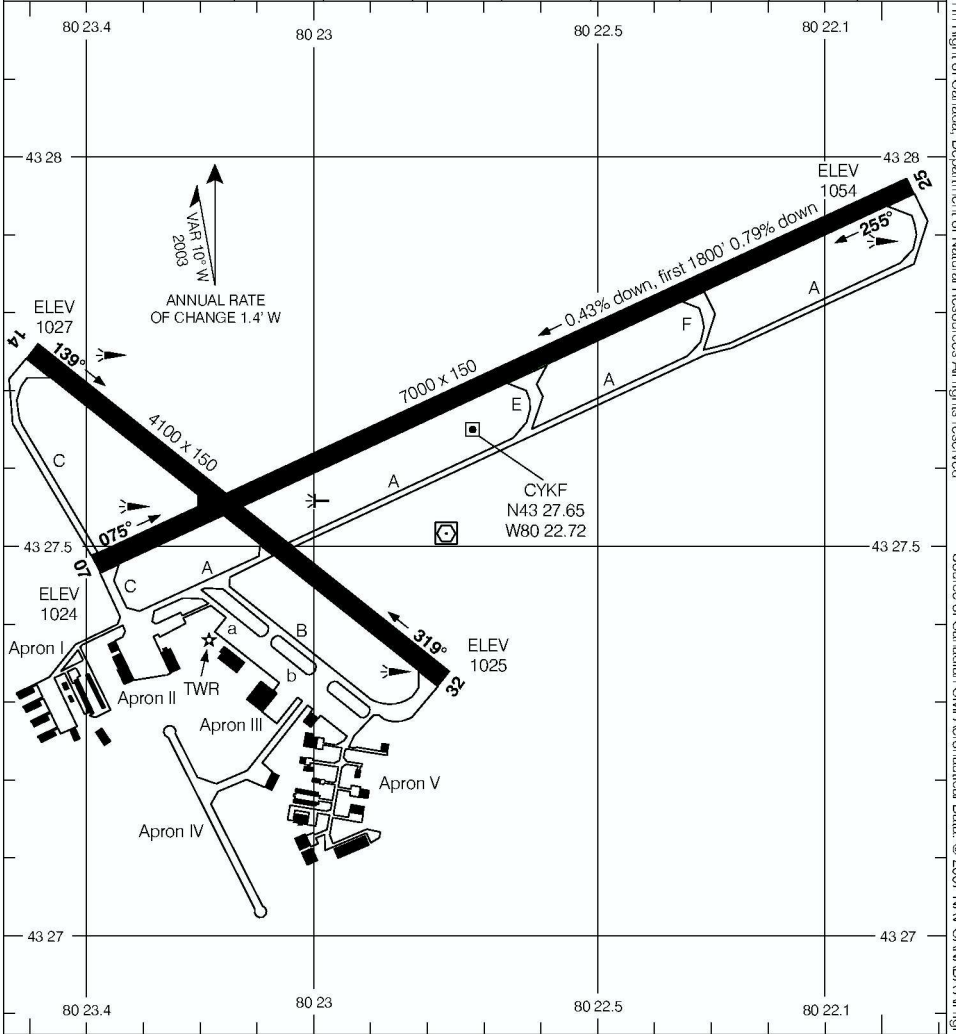 80 23.4
80 23
80 22.5
80 22.1
43 28
43 28
ELEV
1054
25
255°
VAR 10° W
2003
ANNUAL RATE
OF CHANGE 1.4' W
0.43% down, first 1800' 0.79% down
A
ELEV
1027
14
139°
F
7000 x 150
A
E
4100 x 150
C
A
CYKF
N43 27.65
W80 22.72
075°
43 27.5
43 27.5
07
C
A
ELEV
1024
a
B
319°
ELEV
1025
32
Apron I
TWR
b
Apron II
Apron III
Apron V
Apron IV
43 27
43 27
80 23.4
80 23
80 22.5
80 22.1